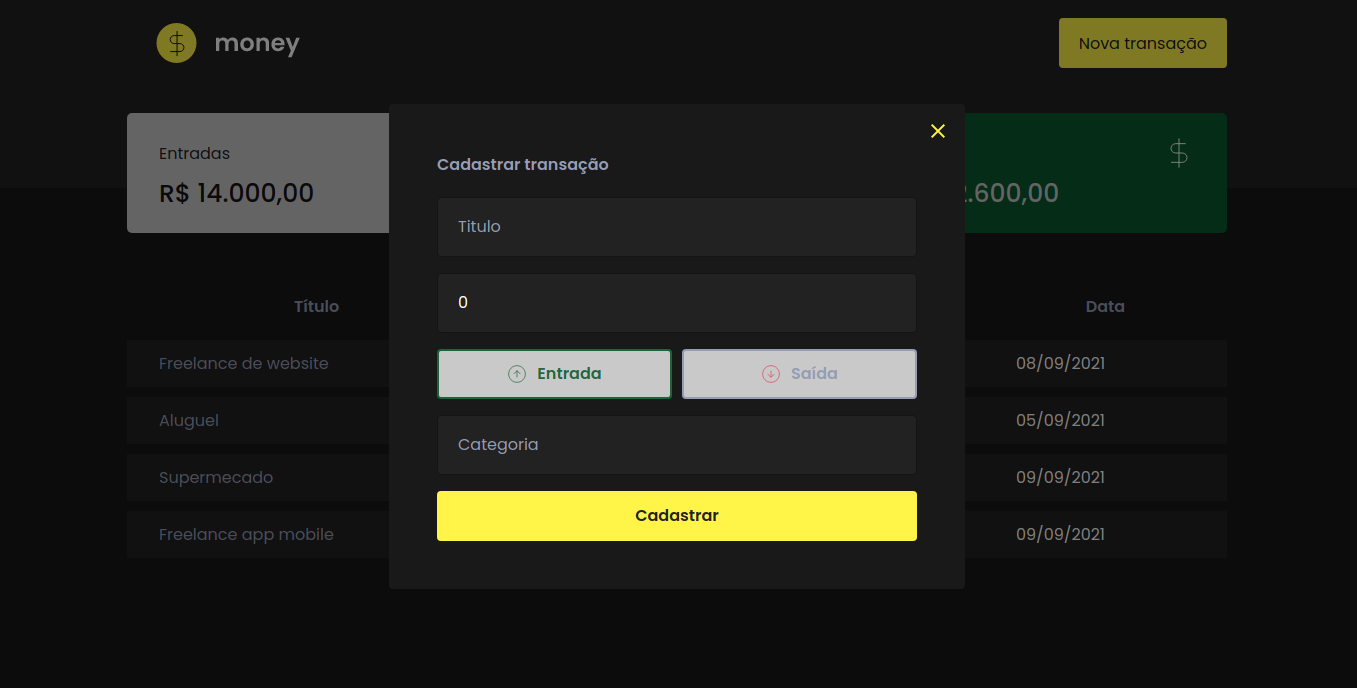 money
Nova transação
Entradas
R$ 14.000,00
.600,00
Cadastrar transação
Titulo
0
Entrada
Saída
Categoria
Cadastrar
Título
Data
Freelance de website
08/09/2021
Aluguel
05/09/2021
Supermecado
09/09/2021
Freelance app mobile
09/09/2021